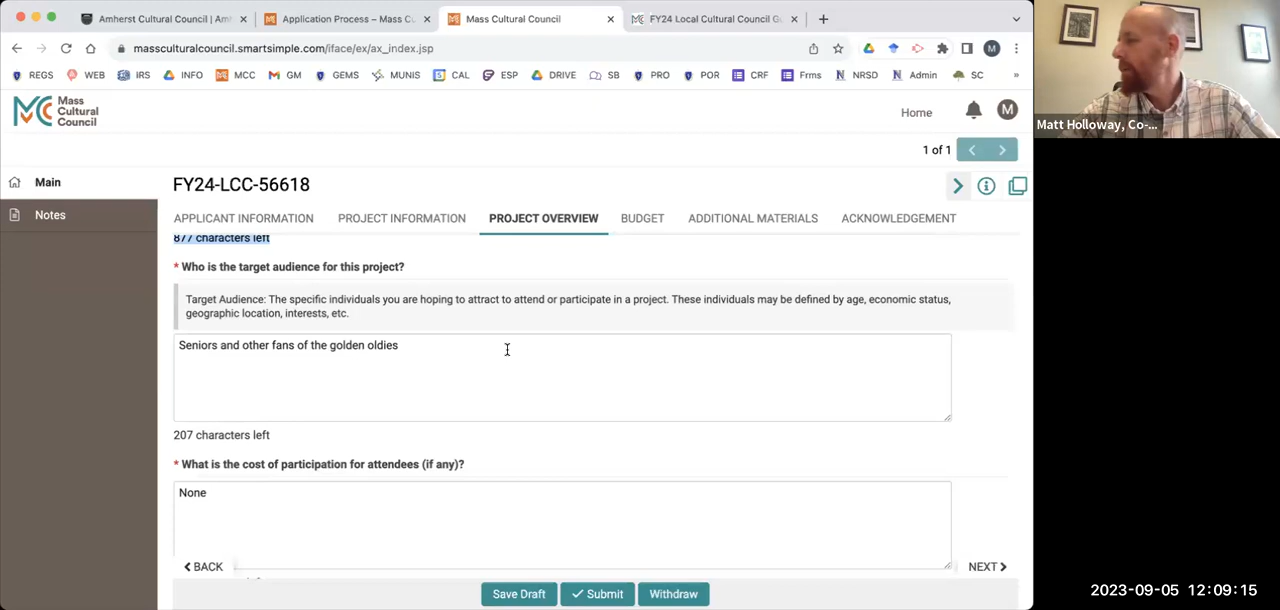 Amherst Cultural Council | Am
Application Process – Mass C
Mass Cultural Council
FY24 Local Cultural Council G
massculturalcouncil.smartsimple.com/iface/ex/ax_index.jsp
M
REGS WEB IRS INFO MCC GM GEMS MUNIS CAL ESP DRIVE SB PRO POR CRF Frms NRSD Admin SC »
Mass
Cultural
Council
Home
M
1 of 1
Main
Notes
FY24-LCC-56618
APPLICANT INFORMATION PROJECT INFORMATION PROJECT OVERVIEW BUDGET ADDITIONAL MATERIALS ACKNOWLEDGEMENT
877 characters left
* Who is the target audience for this project?
Target Audience: The specific individuals you are hoping to attract to attend or participate in a project. These individuals may be defined by age, economic status,
geographic location, interests, etc.
Seniors and other fans of the golden oldies
207 characters left
* What is the cost of participation for attendees (if any)?
None
BACK
NEXT
Save Draft
Submit
Withdraw
Matt Holloway, Co-...
2023-09-05 12:09:15